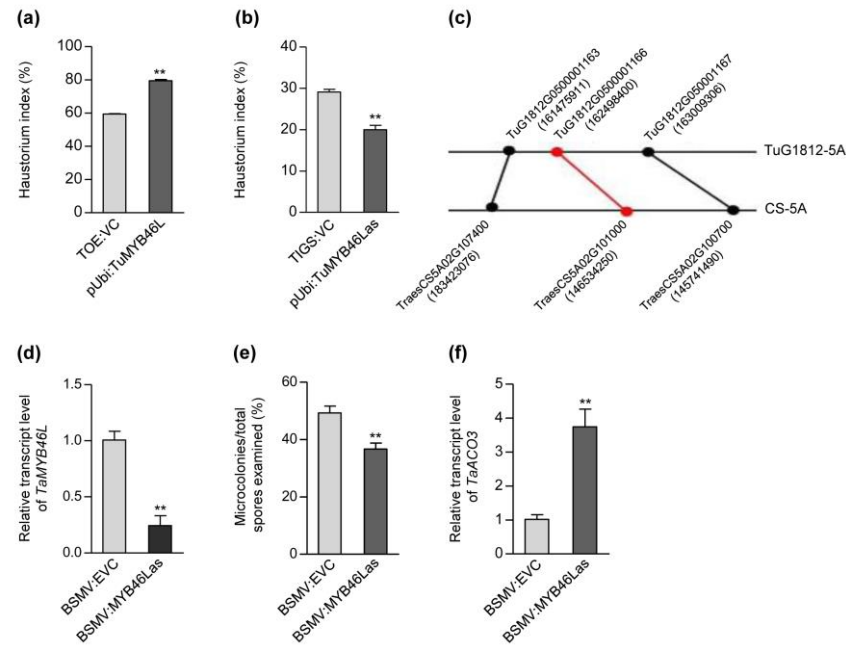 (a)
Haustorium index (%)
100
80
60
40
20
0
**
TOE:VC
pUbi:TuMYB46L
(b)
Haustorium index (%)
40
30
20
10
0
**
TIGS:VC
pUbi:TuMYB46Las
(c)
TuG1812G0500001163
(161475911)
TuG1812G0500001166
(162498400)
TuG1812G0500001167
(163009306)
TuG1812-5A
CS-5A
TraesCS5A02G107400
(183423076)
TraesCS5A02G101000
(146534250)
TraesCS5A02G100700
(145741490)
(d)
Relative transcript level
of TaMYB46L
1.5
1.0
0.5
0.0
**
BSMV:EVC
BSMV:MYB46Las
(e)
Microcolonies/total
spores examined (%)
60
40
20
0
**
BSMV:EVC
BSMV:MYB46Las
(f)
Relative transcript level
of TaACO3
5
4
3
2
1
0
**
BSMV:EVC
BSMV:MYB46Las